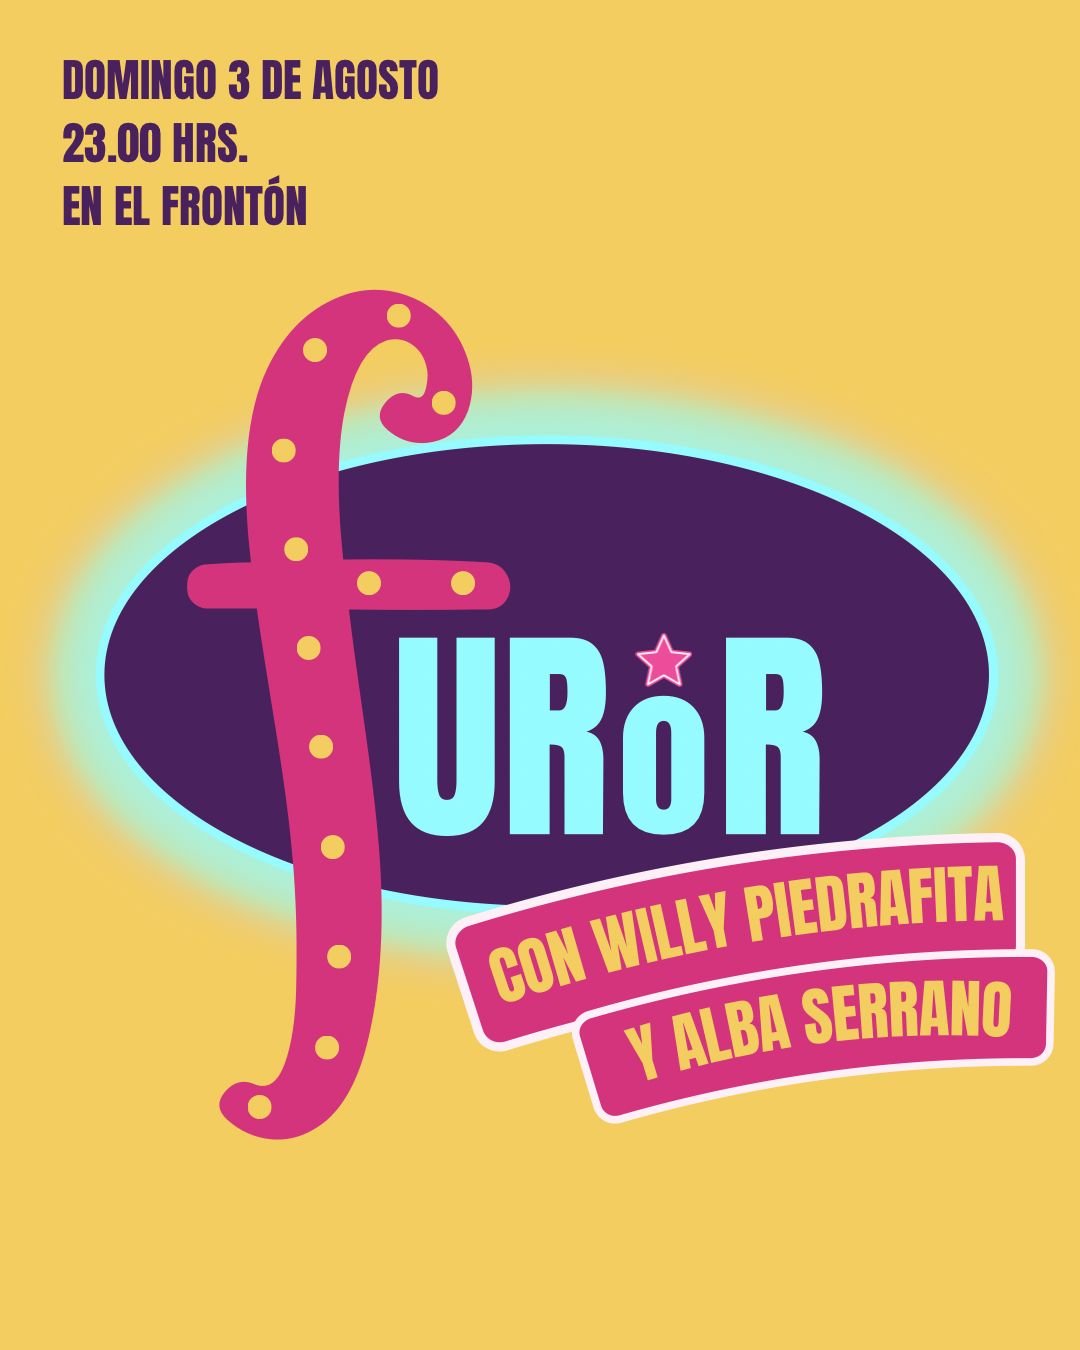 DOMINGO 3 DE AGOSTO
23.00 HRS.
EN EL FRONTÓN
fURoR
CON WILLY PIEDRAFITA
Y ALBA SERRANO